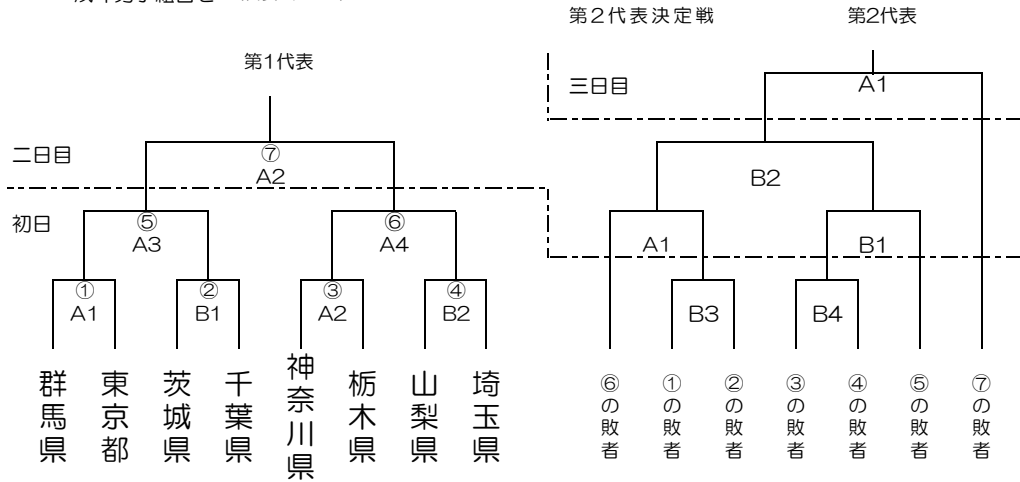 第1代表
二日目
⑦
A2
初日
⑤
A3
⑥
A4
①
A1
②
B1
③
A2
④
B2
群馬県
東京都
茨城県
千葉県
神奈川県
栃木県
山梨県
埼玉県
第2代表決定戦
第2代表
三日目
A1
B2
A1
B1
B3
B4
⑥の敗者
①の敗者
②の敗者
③の敗者
④の敗者
⑤の敗者
⑦の敗者